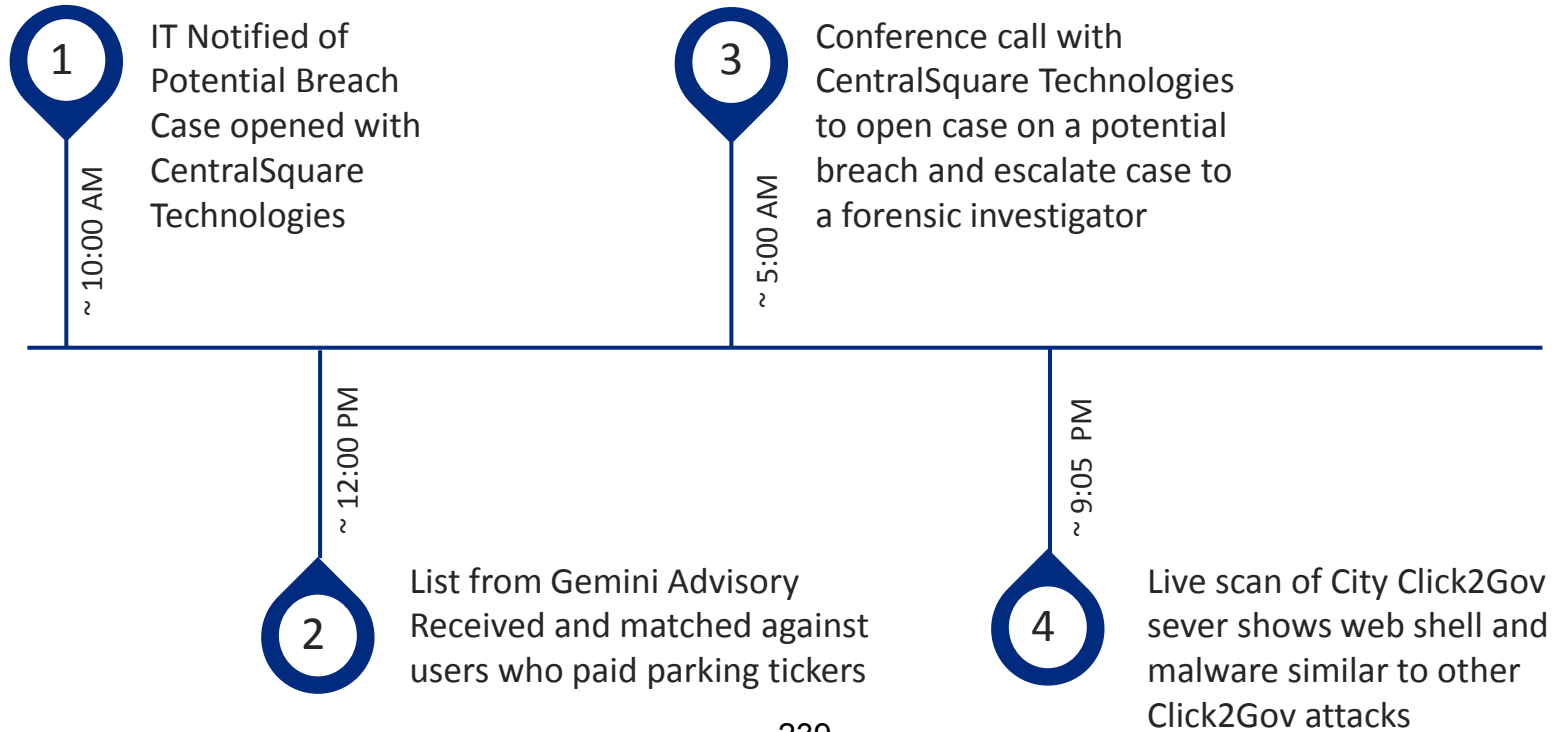 1
IT Notified of
Potential Breach
Case opened with
CentralSquare
Technologies
~ 10:00 AM
2
List from Gemini Advisory
Received and matched against
users who paid parking tickers
~ 12:00 PM
3
Conference call with
CentralSquare Technologies
to open case on a potential
breach and escalate case to
a forensic investigator
~ 5:00 AM
4
Live scan of City Click2Gov
sever shows web shell and
malware similar to other
Click2Gov attacks
~ 9:05 PM